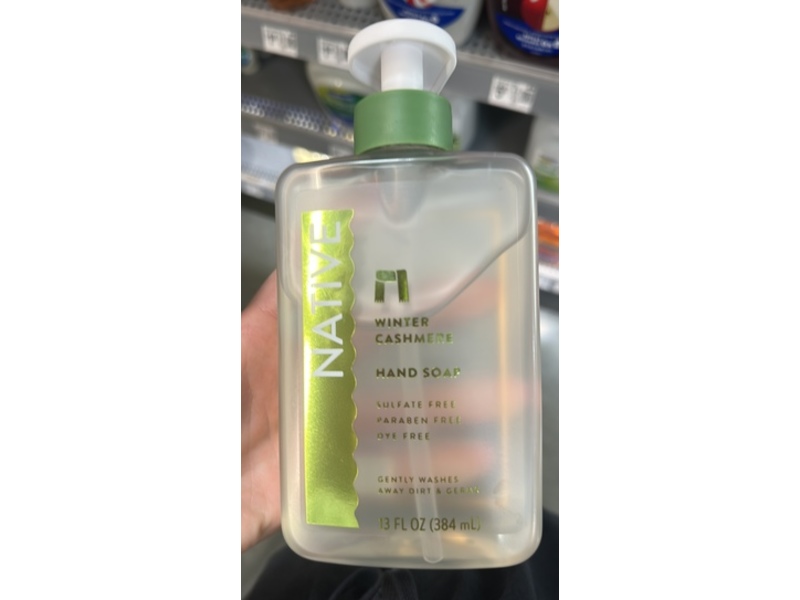 NATIVE
WINTER
CASHMERE
HAND SOAP
SULFATE FREE
PARABEN FREE
DYE FREE
GENTLY WASHES
AWAY DIRT & GERMS
13 FL OZ (384 mL)